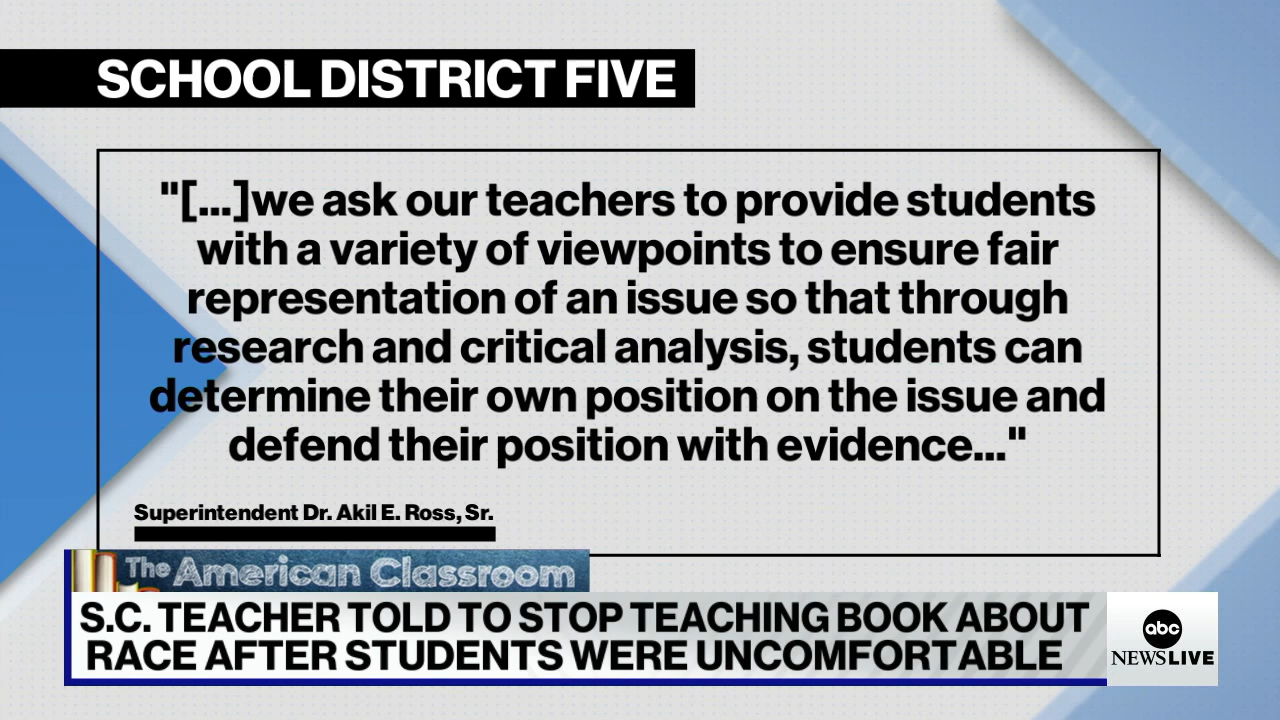 SCHOOL DISTRICT FIVE
"[...]we ask our teachers to provide students
with a variety of viewpoints to ensure fair
representation of an issue so that through
research and critical analysis, students can
determine their own position on the issue and
defend their position with evidence..."
Superintendent Dr. Akil E. Ross, Sr.
The American Classroom
S.C. TEACHER TOLD TO STOP TEACHING BOOK ABOUT
RACE AFTER STUDENTS WERE UNCOMFORTABLE
abc
NEWS LIVE